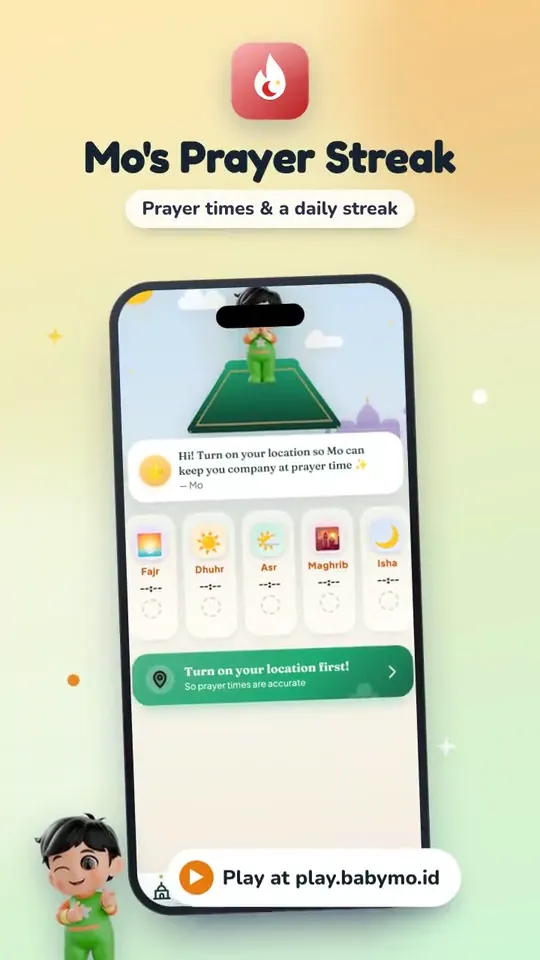 Mo's Prayer Streak
Prayer times & a daily streak
Hi! Turn on your location so Mo can
keep you company at prayer time ✨
— Mo
Fajr
Dhuhr
Asr
Maghrib
Isha
--:--
--:--
--:--
--:--
--:--
Turn on your location first!
So prayer times are accurate
Play at play.babymo.id